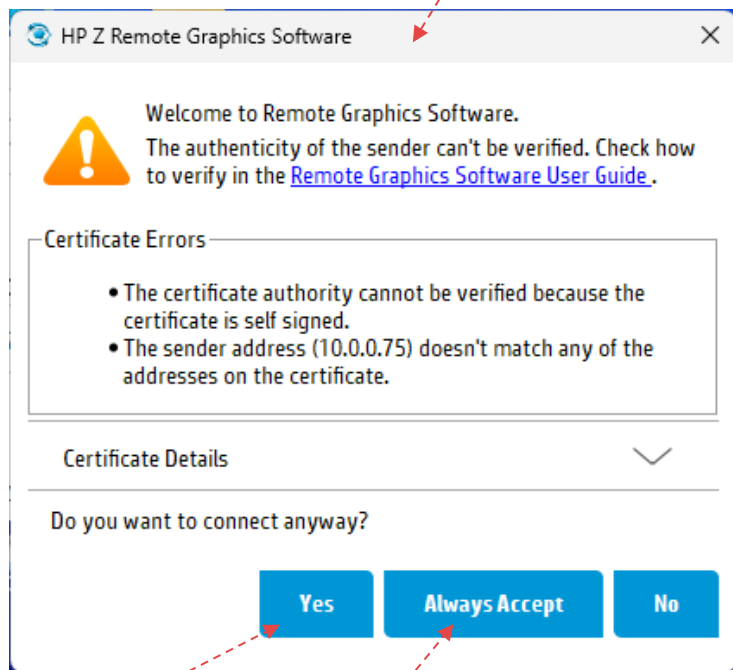 HP Z Remote Graphics Software
Welcome to Remote Graphics Software.
The authenticity of the sender can't be verified. Check how
to verify in the Remote Graphics Software User Guide .
Certificate Errors
• The certificate authority cannot be verified because the
certificate is self signed.
• The sender address (10.0.0.75) doesn't match any of the
addresses on the certificate.
Certificate Details
Do you want to connect anyway?
Yes Always Accept No